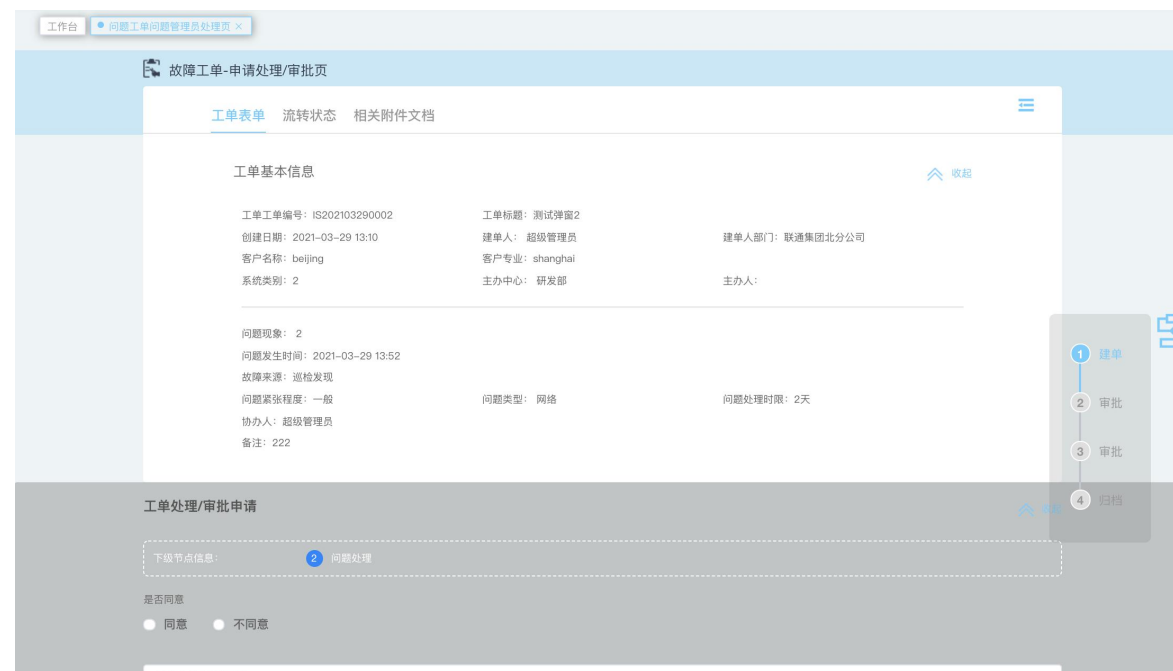 工作台 问题工单问题管理员处理页 ×
故障工单-申请处理/审批页
工单表单 流转状态 相关附件文档
工单基本信息 收起
工单工单编号：IS202103290002 工单标题：测试弹窗2
创建日期：2021–03–29 13:10 建单人： 超级管理员 建单人部门：联通集团北分公司
客户名称：beijing 客户专业：shanghai
系统类别：2 主办中心： 研发部 主办人：
问题现象： 2
问题发生时间：2021–03–29 13:52
故障来源：巡检发现
问题紧张程度：一般 问题类型： 网络 问题处理时限：2天
协办人：超级管理员
备注：222
1 建单
2 审批
3 审批
4 归档
工单处理/审批申请
下级节点信息： 2 问题处理
是否同意
同意 不同意